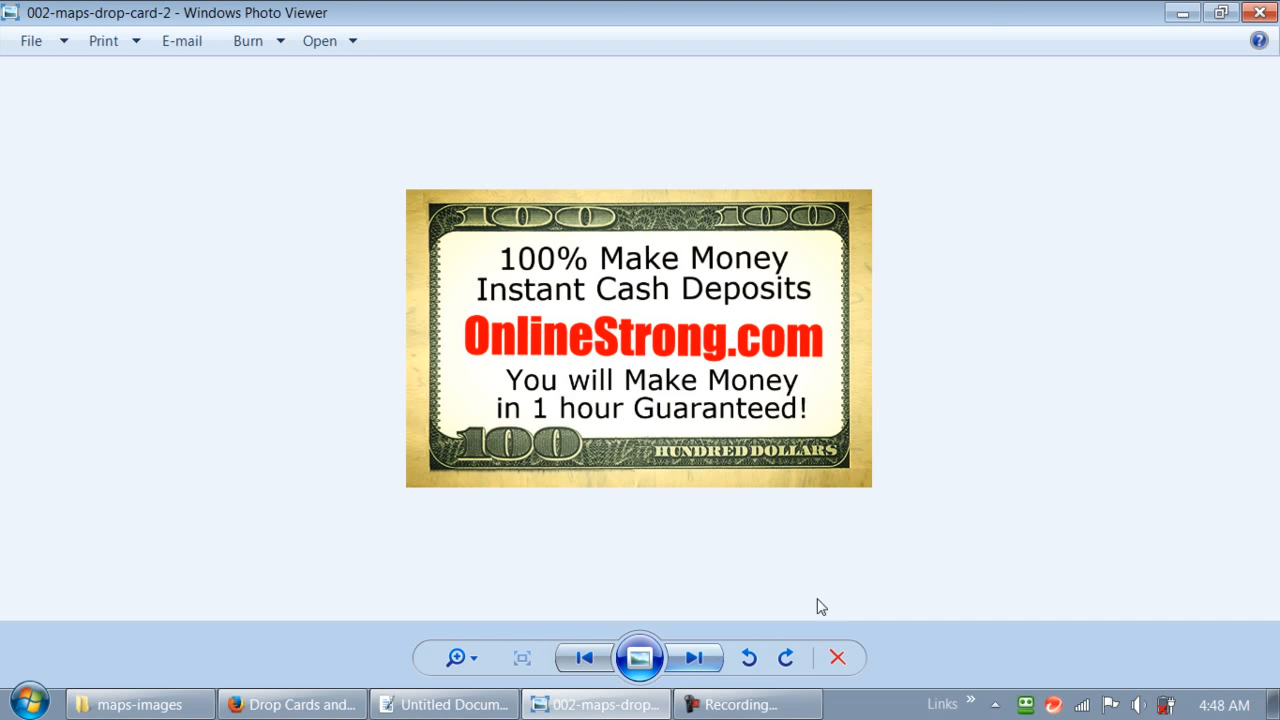 002-maps-drop-card-2 - Windows Photo Viewer
File Print E-mail Burn Open
100 100
100% Make Money
Instant Cash Deposits
OnlineStrong.com
You will Make Money
in 1 hour Guaranteed!
100 HUNDRED DOLLARS
maps-images Drop Cards and... Untitled Docum... 002-maps-drop... Recording... Links » 4:48 AM